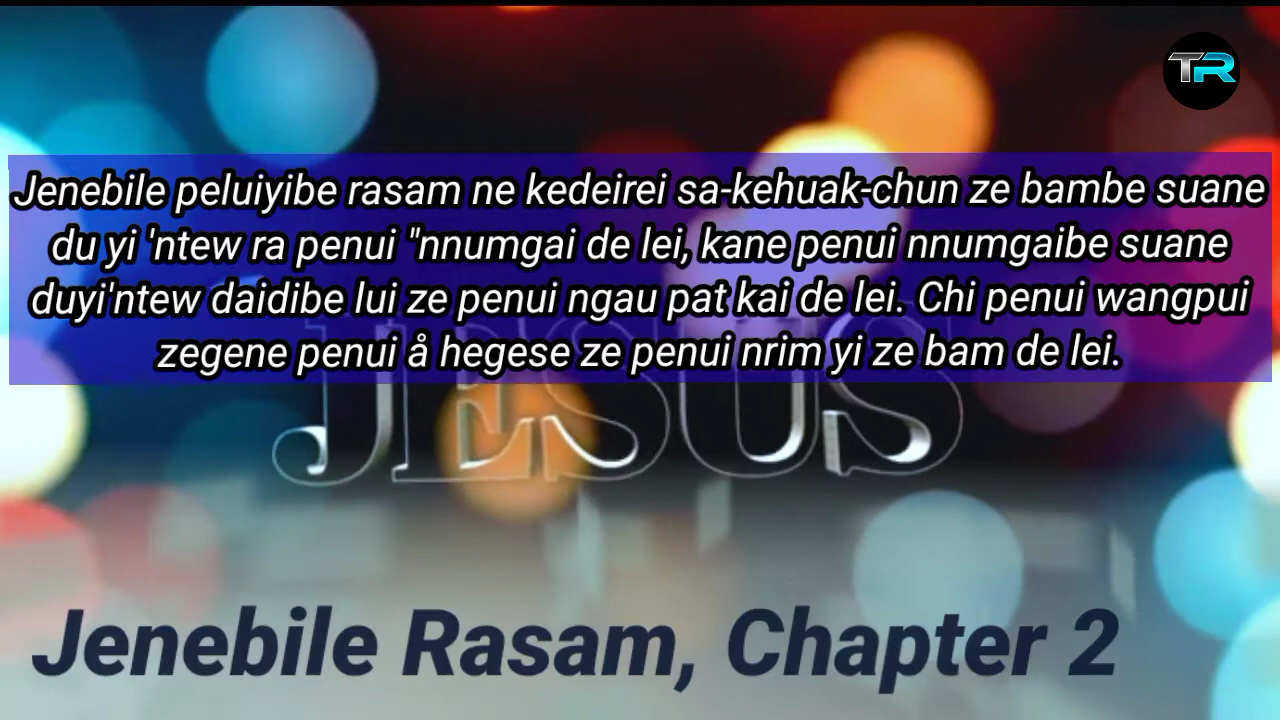 TR
Jenebile peluiyibe rasam ne kedeirei sa-kehuak-chun ze bambe suane
du yi 'ntew ra penui "nnumgai de lei, kane penui nnumgaibe suane
duyi'ntew daidibe lui ze penui ngau pat kai de lei. Chi penui wangpui
zegene penui å hegese ze penui nrim yi ze bam de lei.
JESUS
Jenebile Rasam, Chapter 2